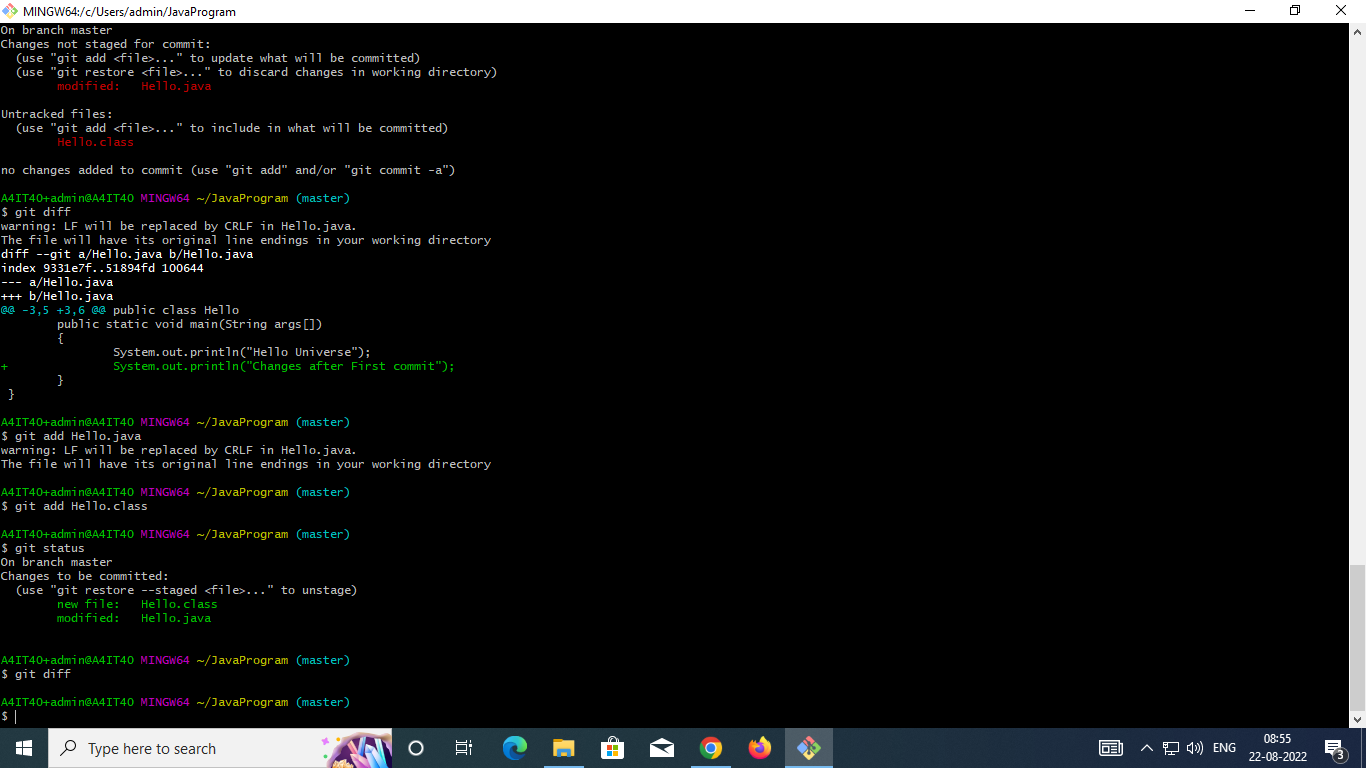 MINGW64:/c/Users/admin/JavaProgram
On branch master
Changes not staged for commit:
  (use "git add <file>..." to update what will be committed)
  (use "git restore <file>..." to discard changes in working directory)
        modified:   Hello.java

Untracked files:
  (use "git add <file>..." to include in what will be committed)
        Hello.class

no changes added to commit (use "git add" and/or "git commit -a")

A4IT40+admin@A4IT40 MINGW64 ~/JavaProgram (master)
$ git diff
warning: LF will be replaced by CRLF in Hello.java.
The file will have its original line endings in your working directory
diff --git a/Hello.java b/Hello.java
index 9331e7f..51894fd 100644
--- a/Hello.java
+++ b/Hello.java
@@ -3,5 +3,6 @@ public class Hello
        public static void main(String args[])
        {
                System.out.println("Hello Universe");
+               System.out.println("Changes after First commit");
        }
 }

A4IT40+admin@A4IT40 MINGW64 ~/JavaProgram (master)
$ git add Hello.java
warning: LF will be replaced by CRLF in Hello.java.
The file will have its original line endings in your working directory

A4IT40+admin@A4IT40 MINGW64 ~/JavaProgram (master)
$ git add Hello.class

A4IT40+admin@A4IT40 MINGW64 ~/JavaProgram (master)
$ git status
On branch master
Changes to be committed:
  (use "git restore --staged <file>..." to unstage)
        new file:   Hello.class
        modified:   Hello.java


A4IT40+admin@A4IT40 MINGW64 ~/JavaProgram (master)
$ git diff

A4IT40+admin@A4IT40 MINGW64 ~/JavaProgram (master)
$
Type here to search
ENG
08:55
22-08-2022
3